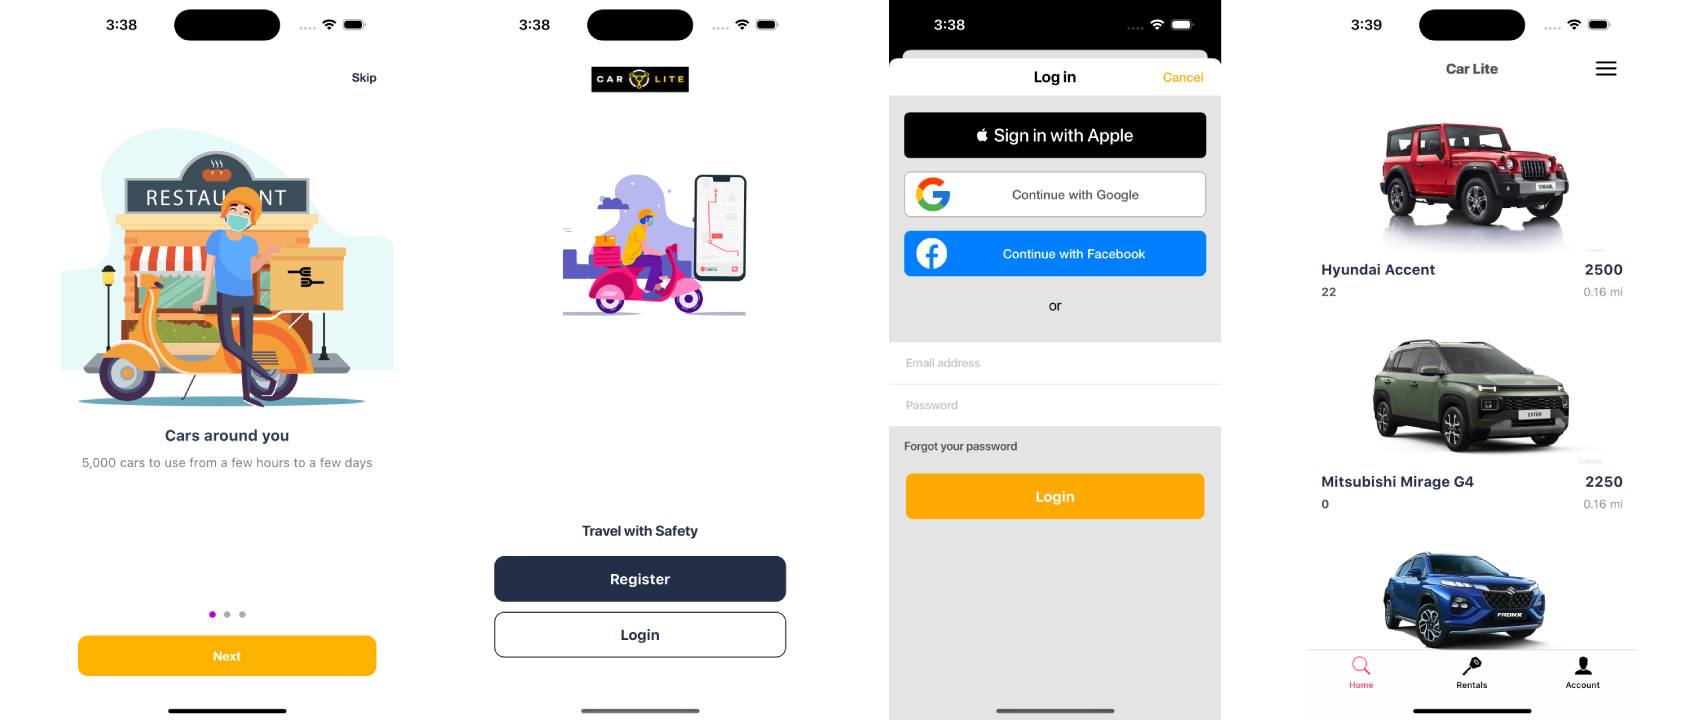 3:38
Skip
RESTAU NT
Cars around you
5,000 cars to use from a few hours to a few days
Next
3:38
CAR LITE
Travel with Safety
Register
Login
3:38
Log in
Cancel
Sign in with Apple
Continue with Google
Continue with Facebook
or
Email address
Password
Forgot your password
Login
3:39
Car Lite
THAR
Hyundai Accent 2500
22 0.16 mi
EXTER
Mitsubishi Mirage G4 2250
0 0.16 mi
FRONX
Home Rentals Account